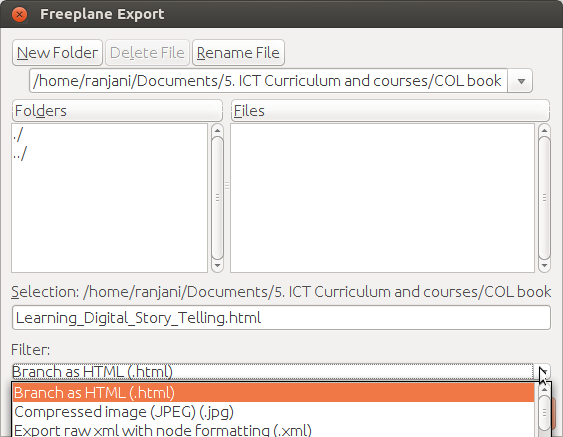 Freeplane Export
New Folder Delete File Rename File
/home/ranjani/Documents/5. ICT Curriculum and courses/COL book
Folders Files
./
../
Selection: /home/ranjani/Documents/5. ICT Curriculum and courses/COL book
Learning_Digital_Story_Telling.html
Filter:
Branch as HTML (.html)
Branch as HTML (.html)
Compressed image (JPEG) (.jpg)
Export raw xml with node formatting (.xml)